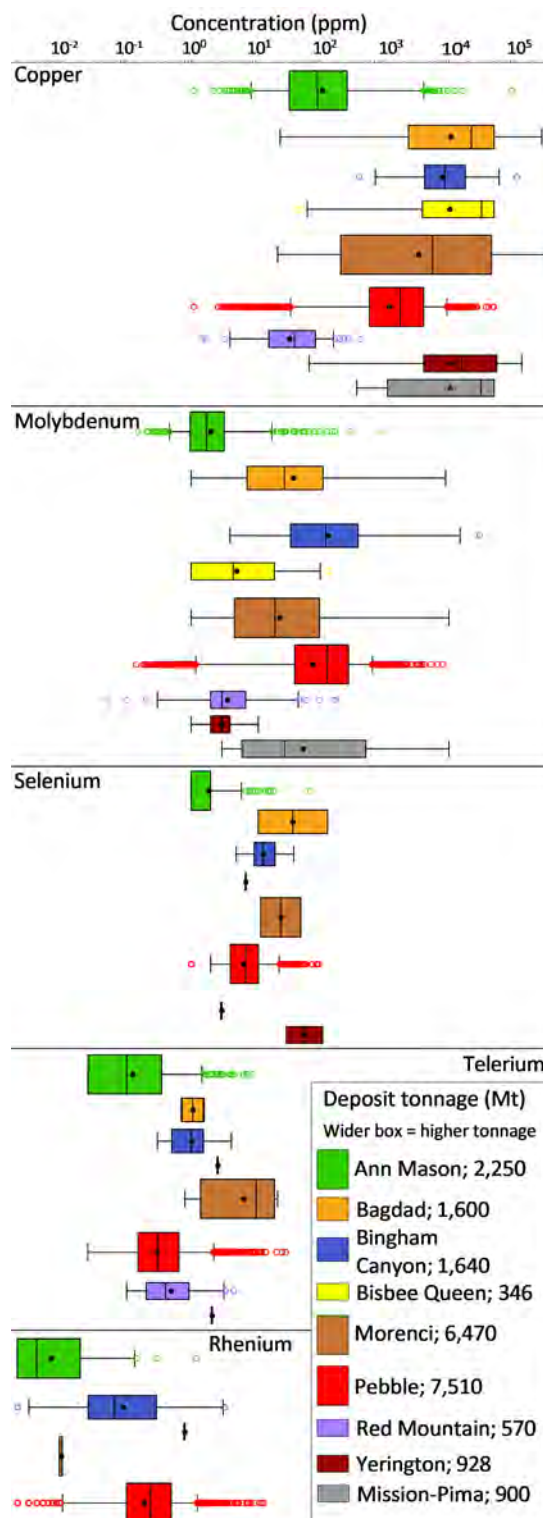 Concentration (ppm)
10⁻² 10⁻¹ 10⁰ 10¹ 10² 10³ 10⁴ 10⁵
Copper
Molybdenum
Selenium
Telerium
Deposit tonnage (Mt)
Wider box = higher tonnage
Ann Mason; 2,250
Bagdad; 1,600
Bingham
Canyon; 1,640
Bisbee Queen; 346
Morenci; 6,470
Pebble; 7,510
Red Mountain; 570
Yerington; 928
Mission-Pima; 900
Rhenium